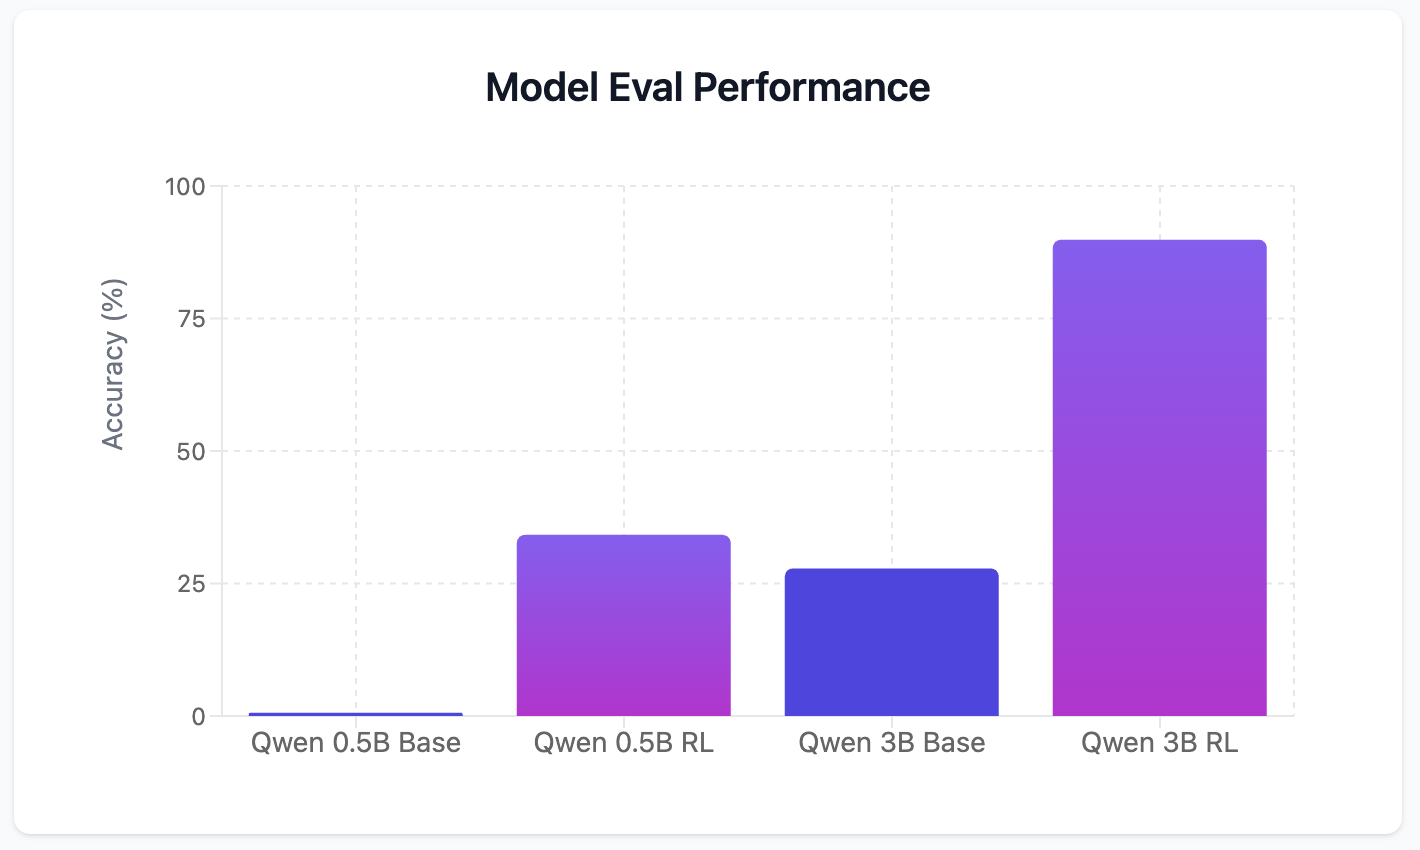 Model Eval Performance
100
75
50
25
0
Accuracy (%)
Qwen 0.5B Base
Qwen 0.5B RL
Qwen 3B Base
Qwen 3B RL